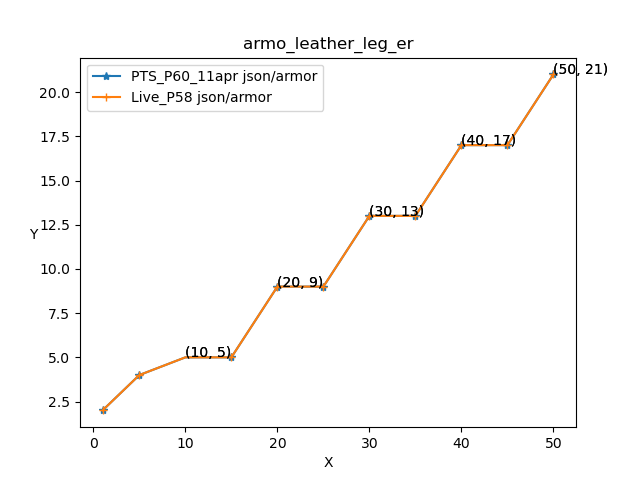 armo_leather_leg_er
PTS_P60_11apr json/armor
Live_P58 json/armor
(50, 21)
20.0
17.5
(40, 17)
15.0
(30, 13)
12.5
Y
10.0
(20, 9)
7.5
5.0
(10, 5)
2.5
0 10 20 30 40 50
X